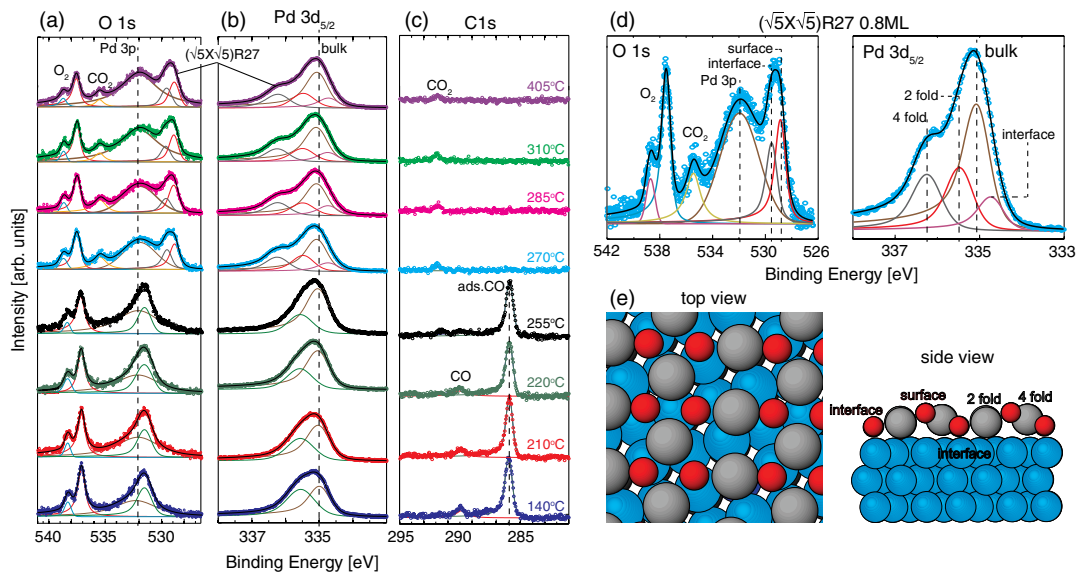 (a) O 1s
Pd 3p
O₂
CO₂
(√5X√5)R27
(b) Pd 3d5/2
bulk
(c) C1s
CO₂
405°C
310°C
285°C
270°C
ads.CO
255°C
CO
220°C
210°C
140°C
Intensity [arb. units]
540 535 530
337 335 333
295 290 285
Binding Energy [eV]
(d) (√5X√5)R27 0.8ML
O 1s
surface
interface
Pd 3p
O₂
CO₂
542 538 534 530 526
Pd 3d5/2
bulk
2 fold
4 fold
interface
337 335 333
Binding Energy [eV]
(e) top view
side view
interface
surface
2 fold
4 fold
interface